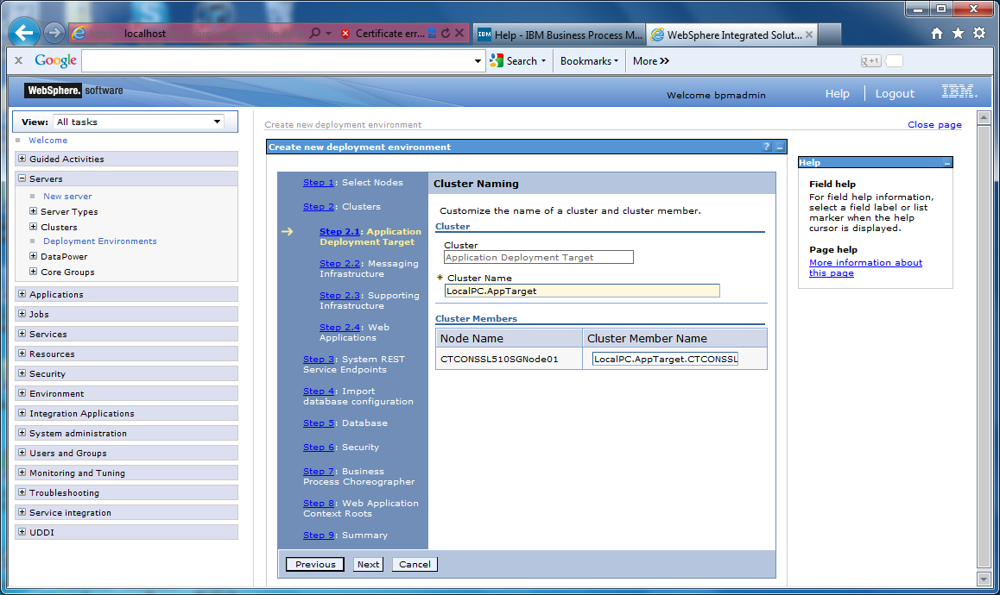 localhost
Certificate err...
IBM Help - IBM Business Process M...
WebSphere Integrated Solut...
x Google
Search
Bookmarks
More »
g +1
WebSphere. software
Welcome bpmadmin
Help
Logout
IBM.
View: All tasks
Welcome
Guided Activities
Servers
New server
Server Types
Clusters
Deployment Environments
DataPower
Core Groups
Applications
Jobs
Services
Resources
Security
Environment
Integration Applications
System administration
Users and Groups
Monitoring and Tuning
Troubleshooting
Service integration
UDDI
Create new deployment environment
Close page
Create new deployment environment
?
Step 1: Select Nodes
Step 2: Clusters
Step 2.1: Application
Deployment Target
Step 2.2: Messaging
Infrastructure
Step 2.3: Supporting
Infrastructure
Step 2.4: Web
Applications
Step 3: System REST
Service Endpoints
Step 4: Import
database configuration
Step 5: Database
Step 6: Security
Step 7: Business
Process Choreographer
Step 8: Web Application
Context Roots
Step 9: Summary
Cluster Naming
Customize the name of a cluster and cluster member.
Cluster
Cluster
Application Deployment Target
* Cluster Name
LocalPC.AppTarget
Cluster Members
Node Name
Cluster Member Name
CTCONSSL510SGNode01
LocalPC.AppTarget.CTCONSSL
Previous
Next
Cancel
Help
Field help
For field help information,
select a field label or list
marker when the help
cursor is displayed.
Page help
More information about
this page